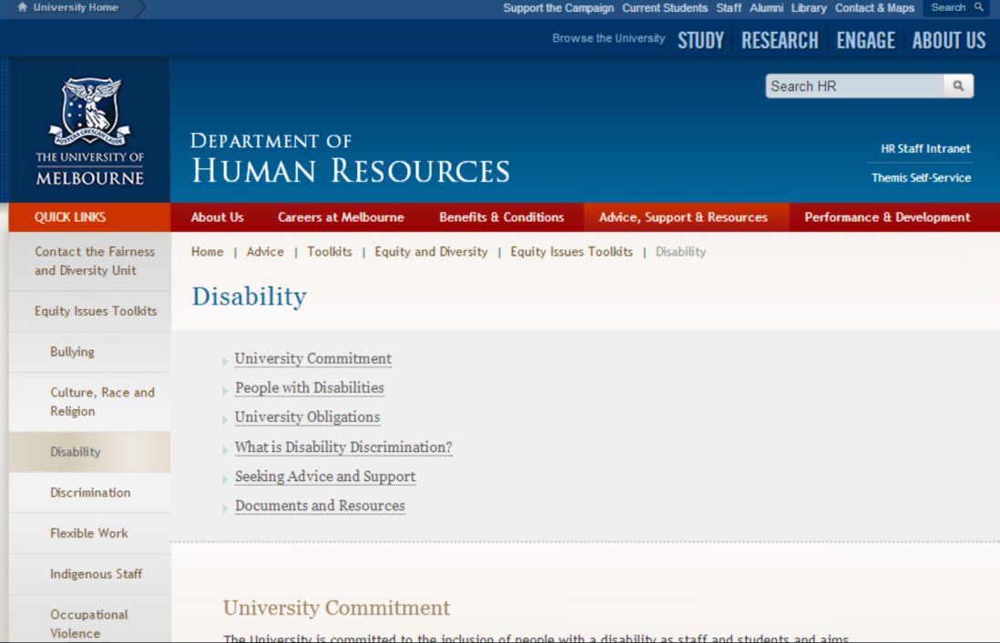 University Home
Support the Campaign Current Students Staff Alumni Library Contact & Maps Search
Browse the University STUDY RESEARCH ENGAGE ABOUT US
Search HR
POSTERA CRESCAM LAUDE
THE UNIVERSITY OF
MELBOURNE
DEPARTMENT OF
HUMAN RESOURCES
HR Staff Intranet
Themis Self-Service
QUICK LINKS
About Us Careers at Melbourne Benefits & Conditions Advice, Support & Resources Performance & Development
Contact the Fairness
and Diversity Unit
Equity Issues Toolkits
Bullying
Culture, Race and
Religion
Disability
Discrimination
Flexible Work
Indigenous Staff
Occupational
Violence
Home | Advice | Toolkits | Equity and Diversity | Equity Issues Toolkits | Disability
Disability
University Commitment
People with Disabilities
University Obligations
What is Disability Discrimination?
Seeking Advice and Support
Documents and Resources
University Commitment
The University is committed to the inclusion of people with a disability as staff and students and aims